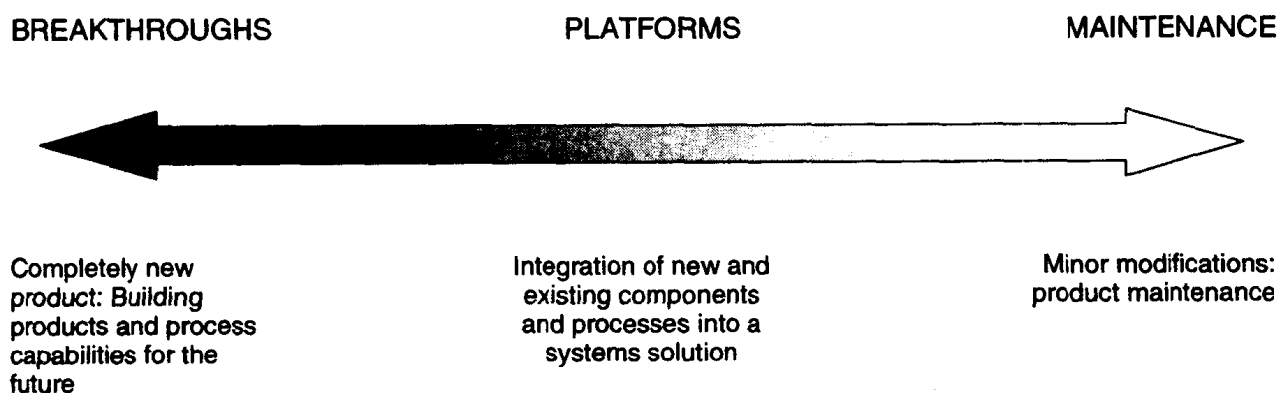 BREAKTHROUGHS
PLATFORMS
MAINTENANCE
Completely new
product: Building
products and process
capabilities for the
future
Integration of new and
existing components
and processes into a
systems solution
Minor modifications:
product maintenance